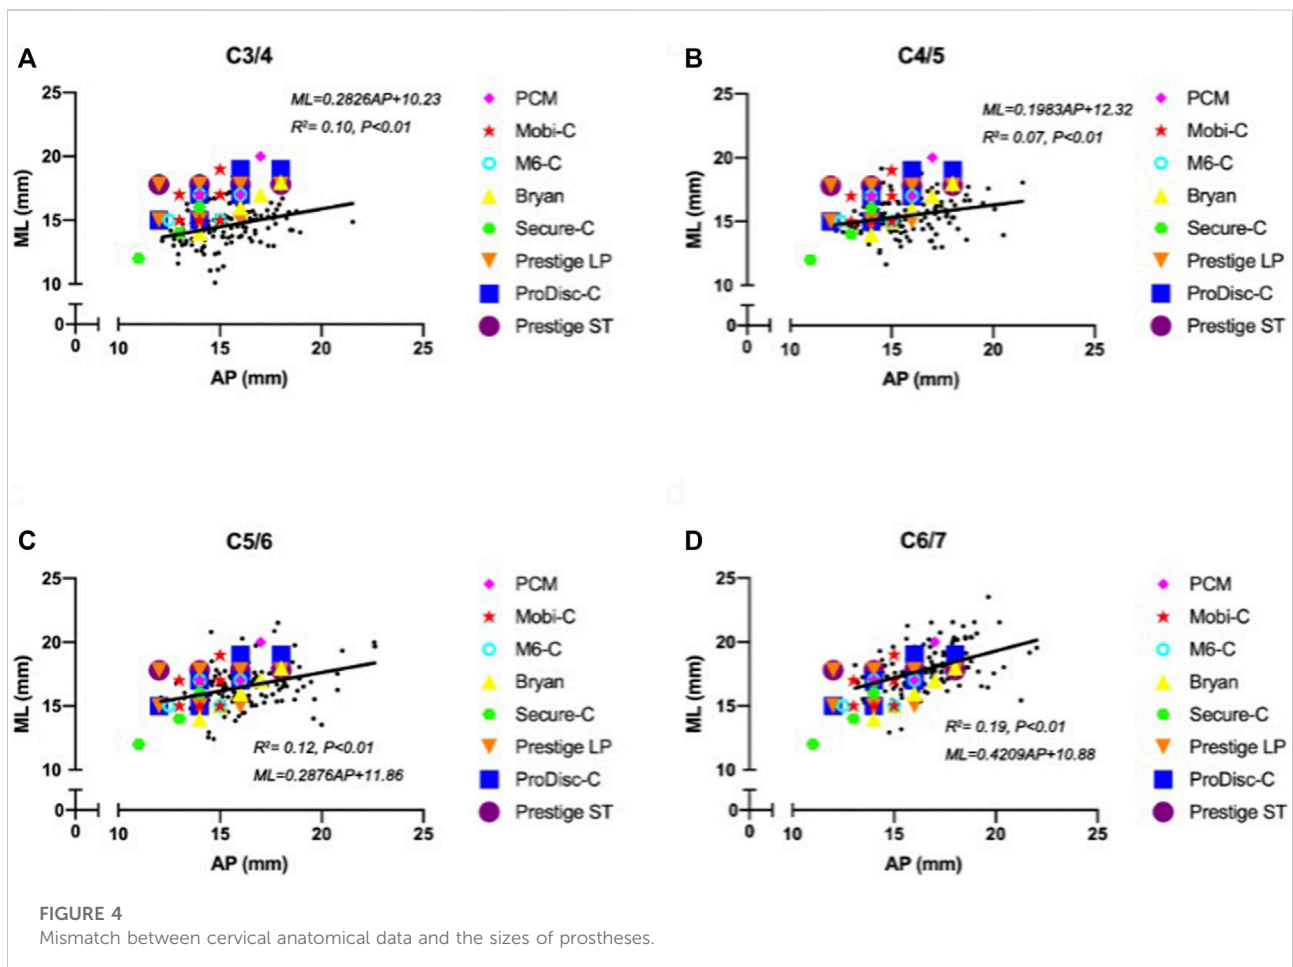 A
C3/4
ML=0.2826AP+10.23
R²= 0.10, P<0.01
ML (mm)
25
20
15
10
0
0
10
15
20
25
AP (mm)
PCM
Mobi-C
M6-C
Bryan
Secure-C
Prestige LP
ProDisc-C
Prestige ST
B
C4/5
ML=0.1983AP+12.32
R²= 0.07, P<0.01
ML (mm)
25
20
15
10
0
0
10
15
20
25
AP (mm)
PCM
Mobi-C
M6-C
Bryan
Secure-C
Prestige LP
ProDisc-C
Prestige ST
C
C5/6
R²= 0.12, P<0.01
ML=0.2876AP+11.86
ML (mm)
25
20
15
10
0
0
10
15
20
25
AP (mm)
PCM
Mobi-C
M6-C
Bryan
Secure-C
Prestige LP
ProDisc-C
Prestige ST
D
C6/7
R²= 0.19, P<0.01
ML=0.4209AP+10.88
ML (mm)
25
20
15
10
0
0
10
15
20
25
AP (mm)
PCM
Mobi-C
M6-C
Bryan
Secure-C
Prestige LP
ProDisc-C
Prestige ST
FIGURE 4
Mismatch between cervical anatomical data and the sizes of prostheses.